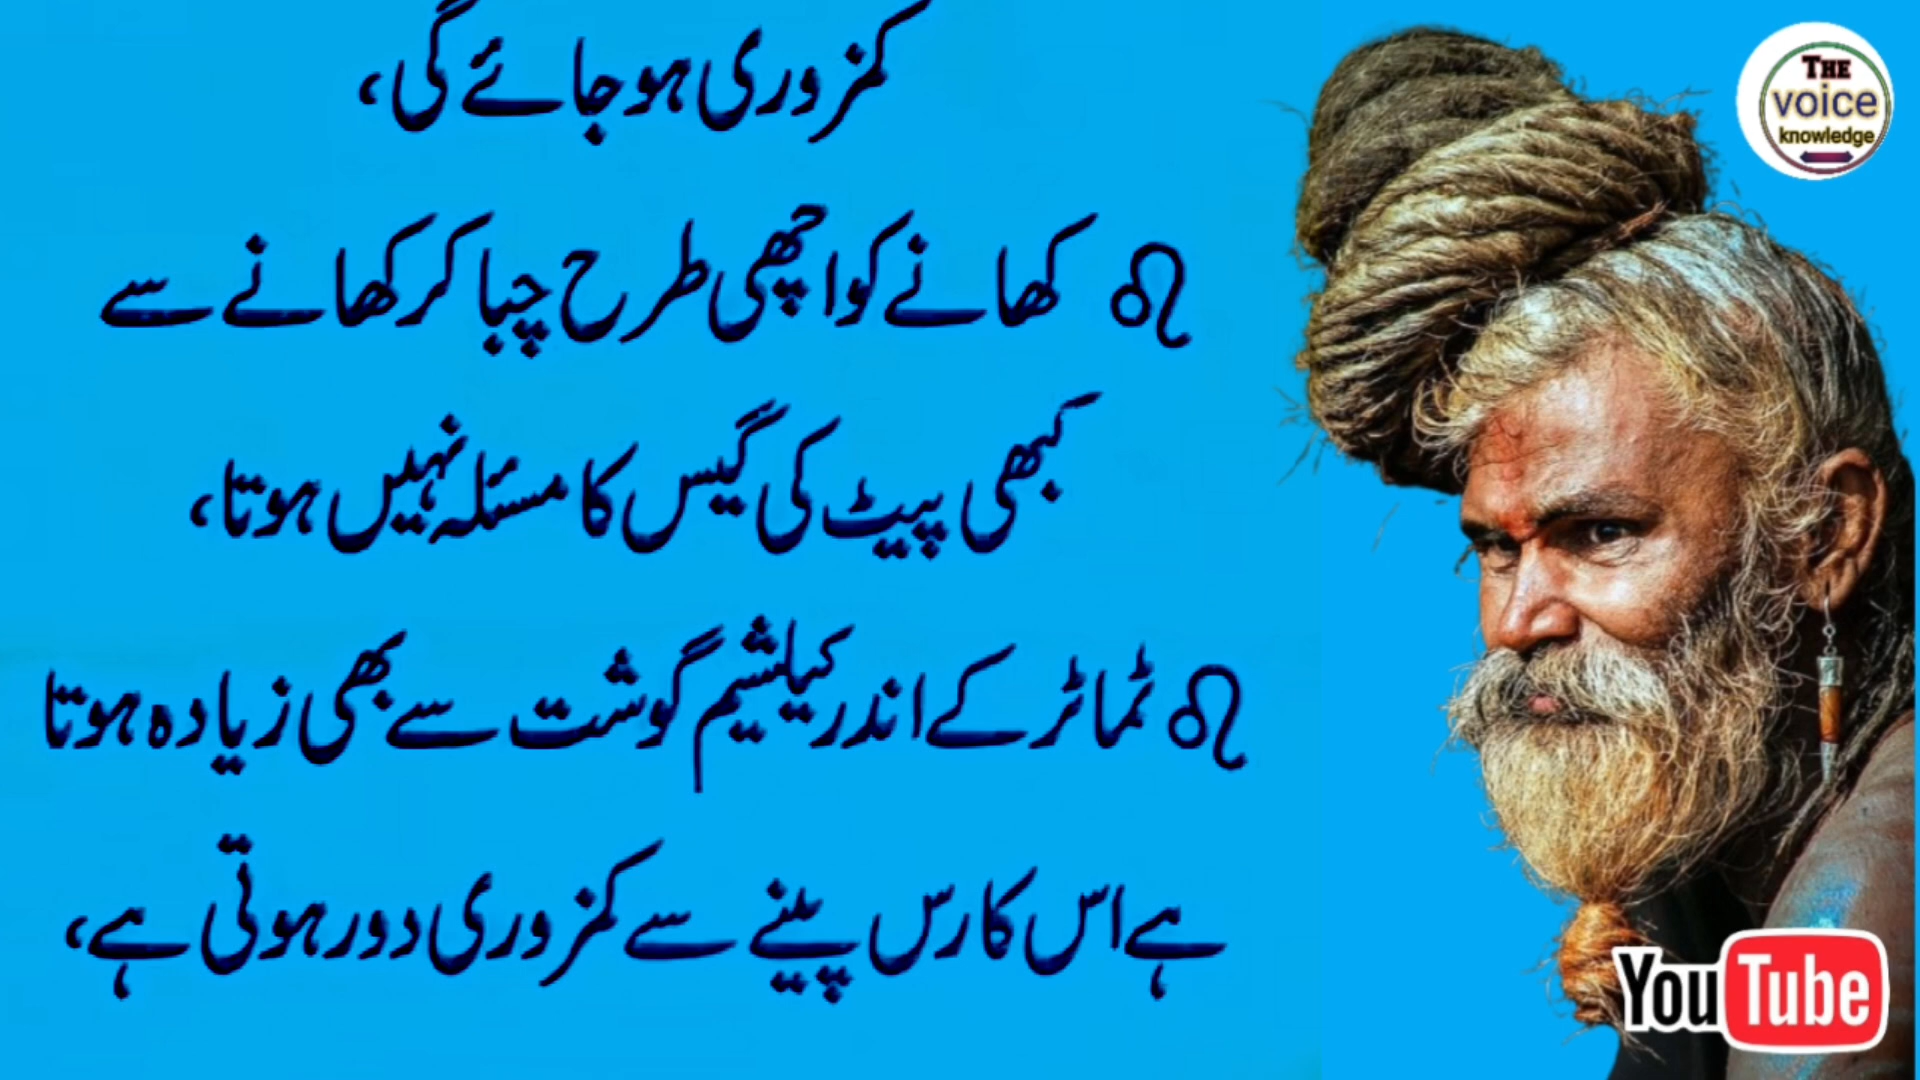 کمزوری ہو جائے گی،
♌ کھانے کو اچھی طرح چبا کر کھانے سے
کبھی پیٹ کی گیس کا مسئلہ نہیں ہوتا،
♌ ٹماٹر کے اندر کیلشیم گوشت سے بھی زیادہ ہوتا
ہے اس کا رس پینے سے کمزوری دور ہوتی ہے،
THE
voice
knowledge
YouTube